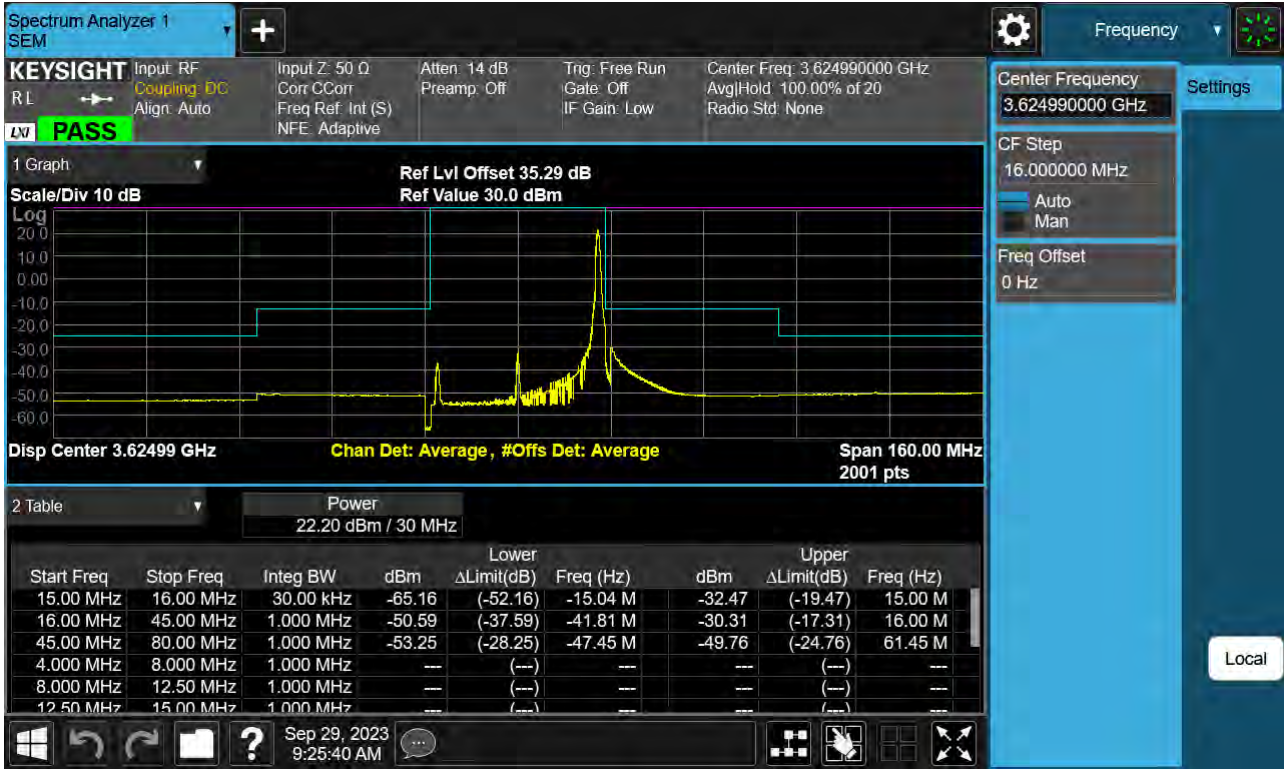 Spectrum Analyzer 1
SEM
Frequency
KEYSIGHT
R L
LXI
PASS
Input: RF
Coupling: DC
Align: Auto
Input Z: 50 Ω
Corr CCorr
Freq Ref: Int (S)
NFE: Adaptive
Atten: 14 dB
Preamp: Off
Trig: Free Run
Gate: Off
IF Gain: Low
Center Freq: 3.624990000 GHz
Avg|Hold: 100.00% of 20
Radio Std: None
Center Frequency
3.624990000 GHz
Settings
CF Step
16.000000 MHz
Auto
Man
Freq Offset
0 Hz
Local
1 Graph
Scale/Div 10 dB
Ref Lvl Offset 35.29 dB
Ref Value 30.0 dBm
Log
20.0
10.0
0.00
-10.0
-20.0
-30.0
-40.0
-50.0
-60.0
Disp Center 3.62499 GHz Chan Det: Average, #Offs Det: Average Span 160.00 MHz
2001 pts
2 Table
Power
22.20 dBm / 30 MHz
Lower Upper
Start Freq Stop Freq Integ BW dBm ΔLimit(dB) Freq (Hz) dBm ΔLimit(dB) Freq (Hz)
15.00 MHz 16.00 MHz 30.00 kHz -65.16 (-52.16) -15.04 M -32.47 (-19.47) 15.00 M
16.00 MHz 45.00 MHz 1.000 MHz -50.59 (-37.59) -41.81 M -30.31 (-17.31) 16.00 M
45.00 MHz 80.00 MHz 1.000 MHz -53.25 (-28.25) -47.45 M -49.76 (-24.76) 61.45 M
4.000 MHz 8.000 MHz 1.000 MHz --- (---) --- --- (---) ---
8.000 MHz 12.50 MHz 1.000 MHz --- (---) --- --- (---) ---
12.50 MHz 15.00 MHz 1.000 MHz --- (---) --- --- (---) ---
Sep 29, 2023
9:25:40 AM